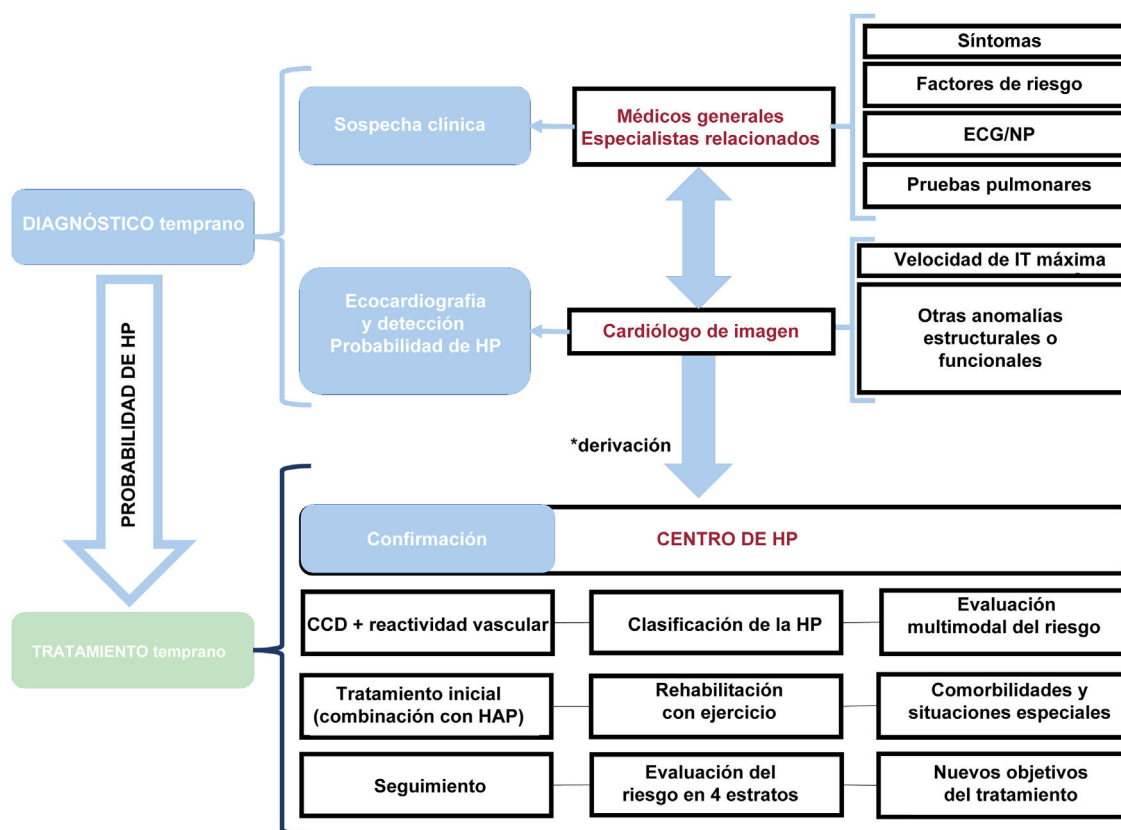 Síntomas
Factores de riesgo
ECG/NP
Pruebas pulmonares
Médicos generales
Especialistas relacionados
Sospecha clínica
DIAGNÓSTICO temprano
Ecocardiografía
y detección
Probabilidad de HP
Cardiólogo de imagen
Velocidad de IT máxima
Otras anomalías
estructurales o
funcionales
PROBABILIDAD DE HP
*derivación
Confirmación
CENTRO DE HP
TRATAMIENTO temprano
CCD + reactividad vascular
Clasificación de la HP
Evaluación
multimodal del riesgo
Tratamiento inicial
(combinación con HAP)
Rehabilitación
con ejercicio
Comorbilidades y
situaciones especiales
Seguimiento
Evaluación del
riesgo en 4 estratos
Nuevos objetivos
del tratamiento